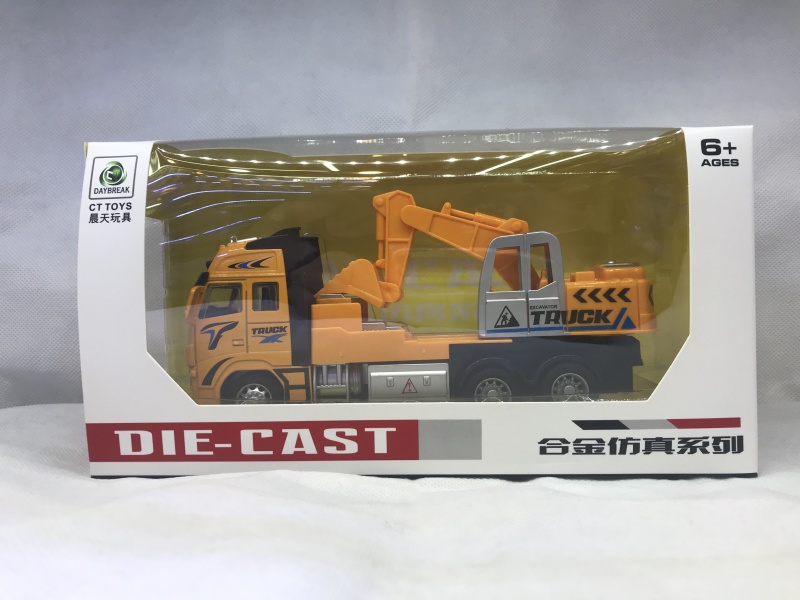 DAYBREAK
CT TOYS
晨天玩具
6+
AGES
TRUCK
EXCAVATOR
TRUCK
DIE-CAST
合金仿真系列